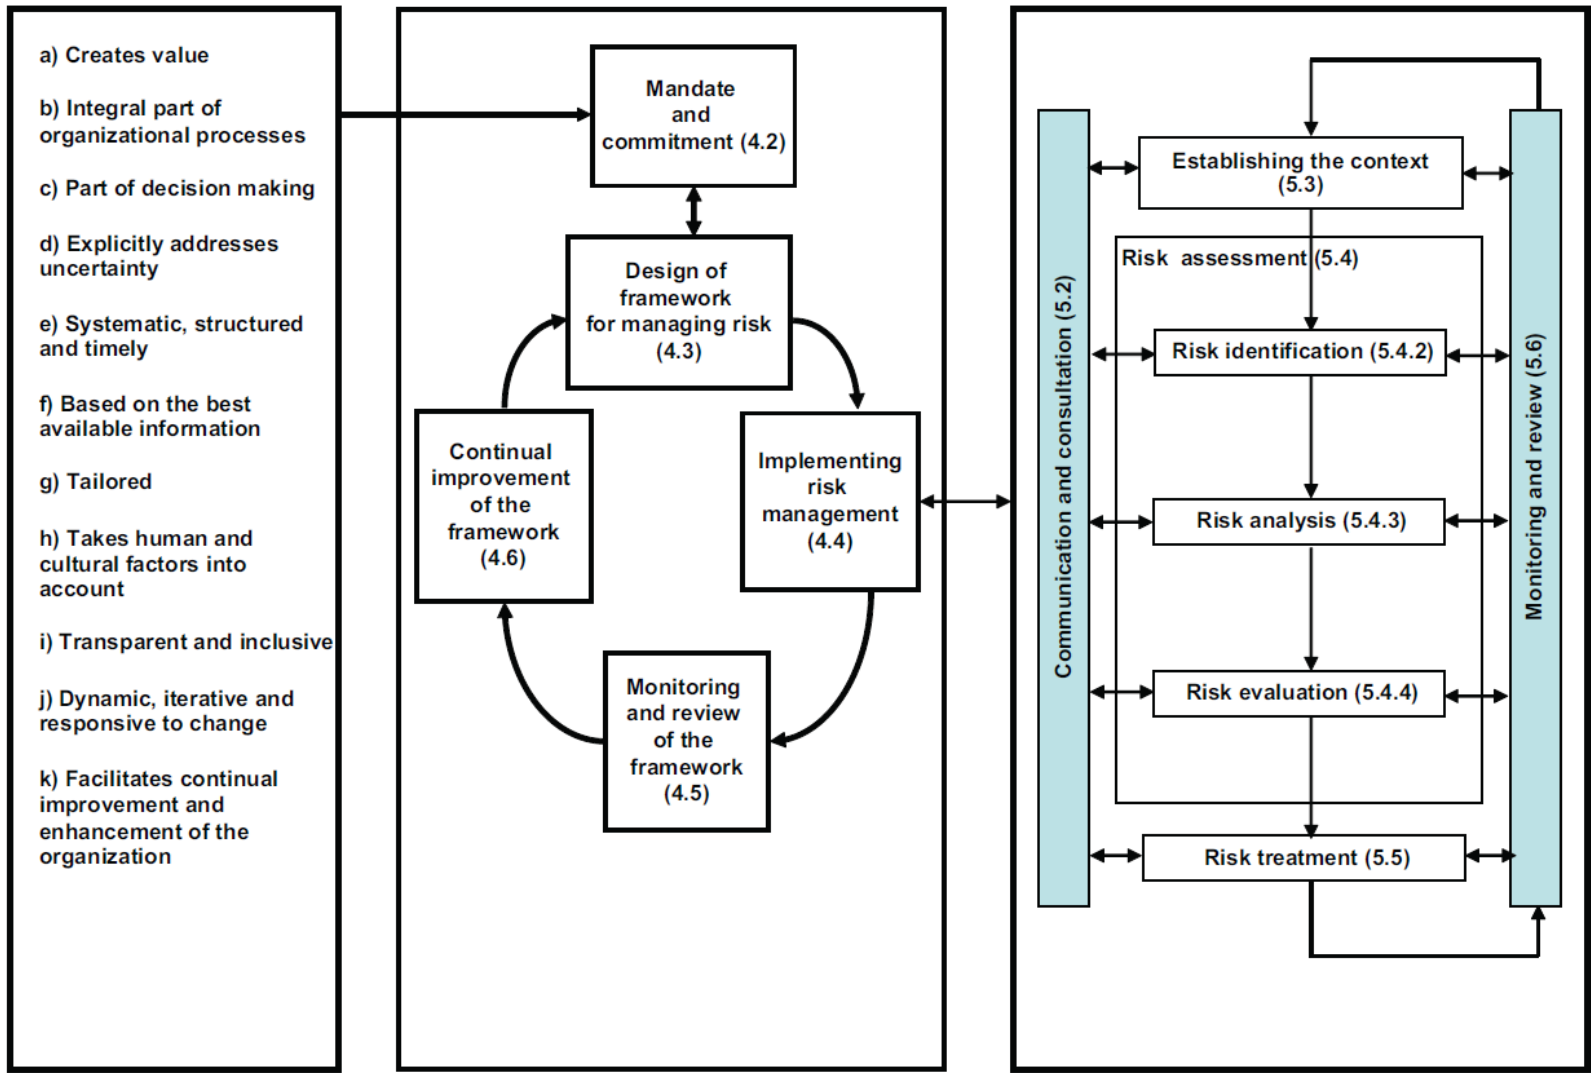 a) Creates value
b) Integral part of
organizational processes
c) Part of decision making
d) Explicitly addresses
uncertainty
e) Systematic, structured
and timely
f) Based on the best
available information
g) Tailored
h) Takes human and
cultural factors into
account
i) Transparent and inclusive
j) Dynamic, iterative and
responsive to change
k) Facilitates continual
improvement and
enhancement of the
organization
Mandate
and
commitment (4.2)
Design of
framework
for managing risk
(4.3)
Implementing
risk
management
(4.4)
Monitoring
and review
of the
framework
(4.5)
Continual
improvement
of the
framework
(4.6)
Communication and consultation (5.2)
Establishing the context
(5.3)
Risk assessment (5.4)
Risk identification (5.4.2)
Risk analysis (5.4.3)
Risk evaluation (5.4.4)
Risk treatment (5.5)
Monitoring and review (5.6)